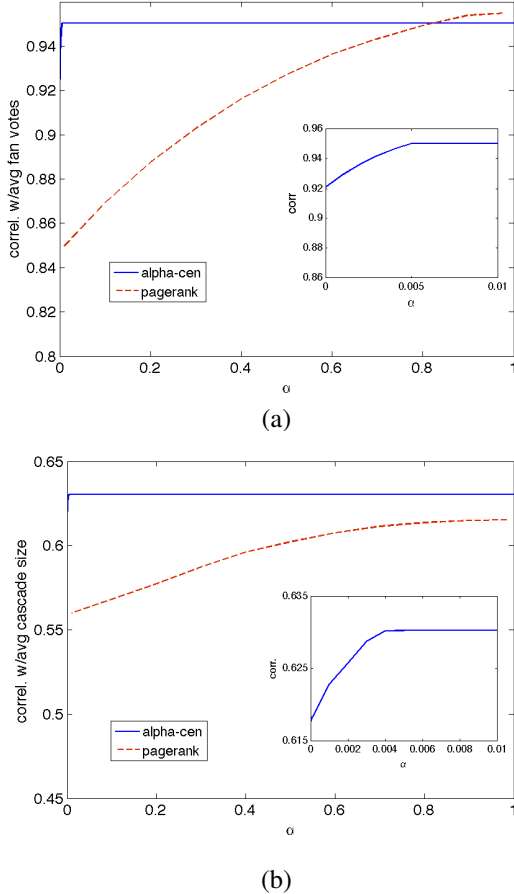 0.94
0.92
0.9
0.88
0.86
0.84
0.82
0.8
correl. w/avg fan votes
0 0.2 0.4 0.6 0.8 1
α
alpha-cen
pagerank
0.96
0.94
0.92
0.9
0.88
0.86
corr
0 0.005 0.01
α
(a)
0.65
0.6
0.55
0.5
0.45
correl. w/avg cascade size
0 0.2 0.4 0.6 0.8 1
α
alpha-cen
pagerank
0.635
0.625
0.615
corr.
0 0.002 0.004 0.006 0.008 0.01
α
(b)